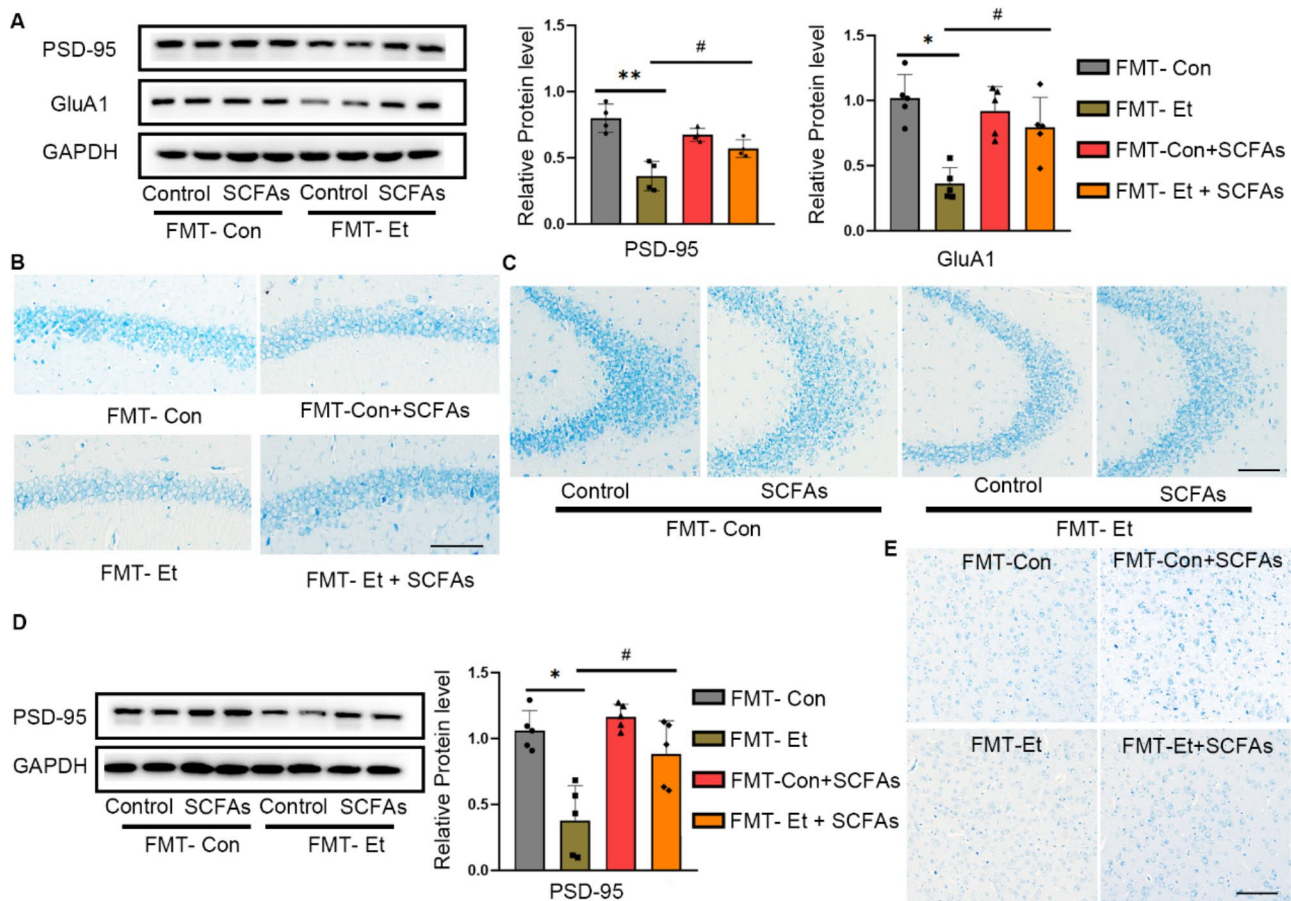 A
PSD-95
GluA1
GAPDH
Control SCFAs Control SCFAs
FMT- Con FMT- Et
Relative Protein level
1.5
1.0
0.5
0.0
**
#
PSD-95
Relative Protein level
1.5
1.0
0.5
0.0
*
#
GluA1
FMT- Con
FMT- Et
FMT-Con+SCFAs
FMT- Et + SCFAs
B
FMT- Con
FMT-Con+SCFAs
FMT- Et
FMT- Et + SCFAs
C
Control SCFAs Control SCFAs
FMT- Con FMT- Et
D
PSD-95
GAPDH
Control SCFAs Control SCFAs
FMT- Con FMT- Et
Relative Protein level
1.5
1.0
0.5
0.0
*
#
PSD-95
FMT- Con
FMT- Et
FMT-Con+SCFAs
FMT- Et + SCFAs
E
FMT-Con
FMT-Con+SCFAs
FMT-Et
FMT-Et+SCFAs